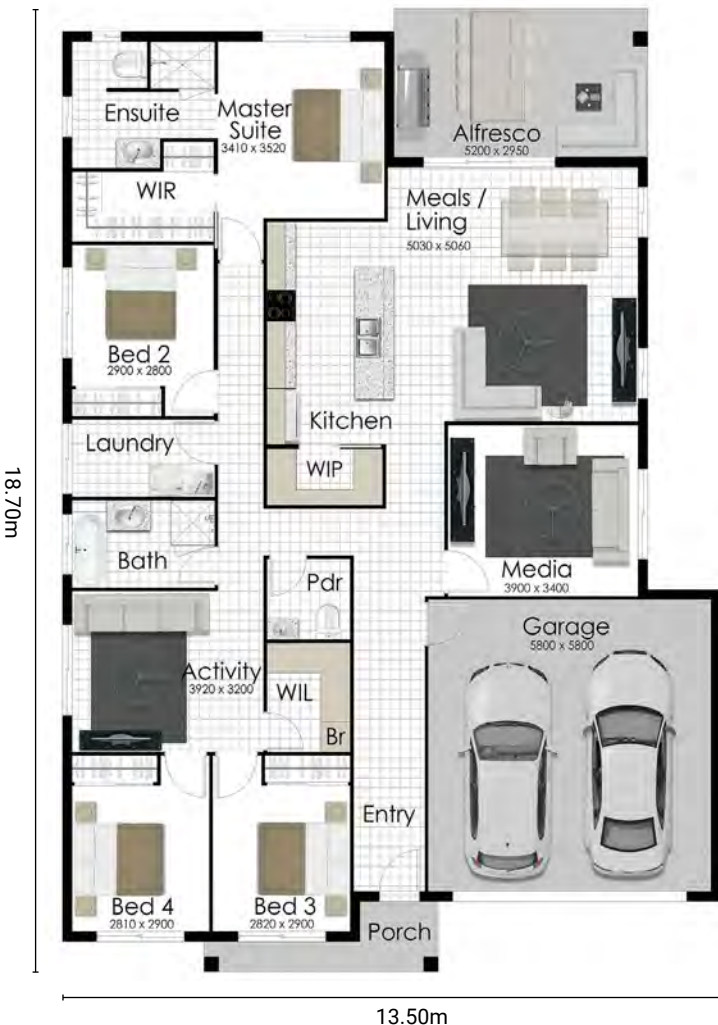 Ensuite
Master
Suite
3410 x 3520
Alfresco
5200 x 2950
WIR
Meals /
Living
5030 x 5060
Bed 2
2900 x 2800
Kitchen
Laundry
WIP
18.70m
Bath
Media
3900 x 3400
Pdr
Garage
5800 x 5800
Activity
3920 x 3200
WIL
Br
Entry
Bed 4
2810 x 2900
Bed 3
2820 x 2900
Porch
13.50m